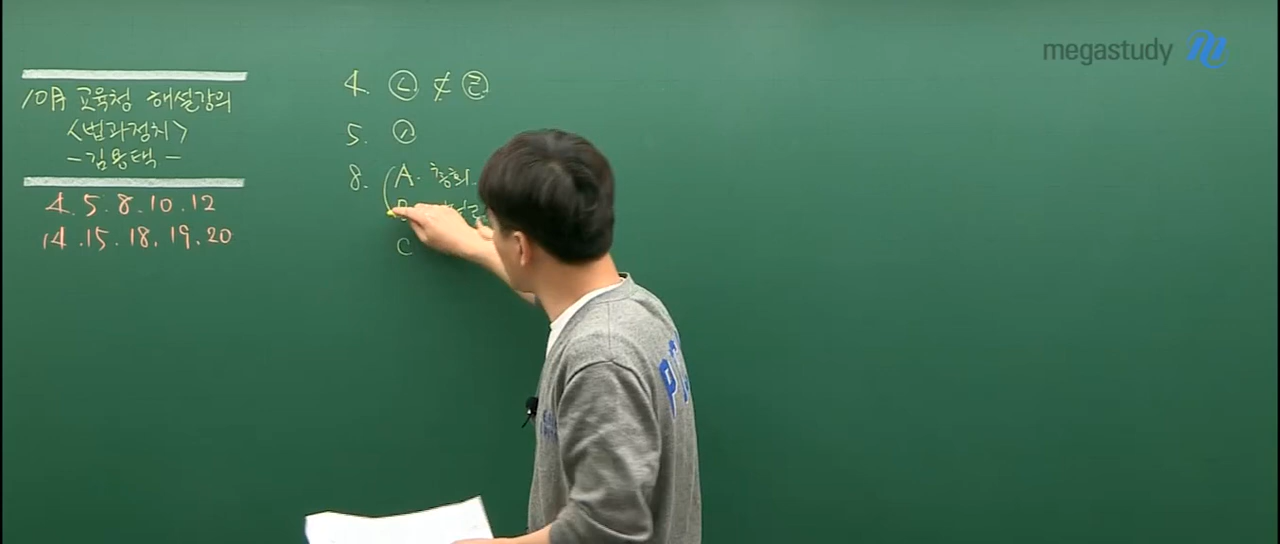 megastudy
10月 교육청 해설강의
<법과정치>
-김용택-
4. 5. 8. 10. 12
14. 15. 18. 19. 20
4. ㉡ ≠ ㉣
5.
8. A. 총회
B
C